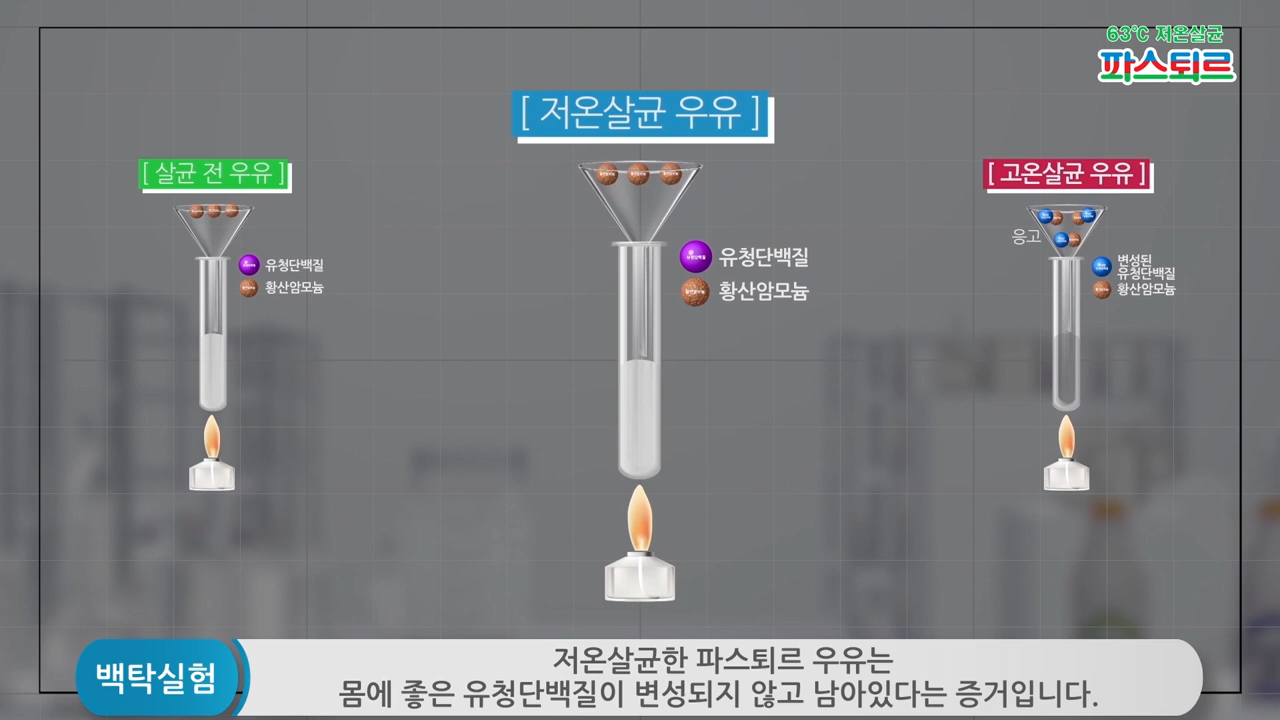 63℃ 저온살균
파스퇴르
[ 저온살균 우유 ]
[ 살균 전 우유 ]
[ 고온살균 우유 ]
유청단백질
황산암모늄
유청단백질
황산암모늄
응고
변성된
유청단백질
황산암모늄
백탁실험
저온살균한 파스퇴르 우유는
몸에 좋은 유청단백질이 변성되지 않고 남아있다는 증거입니다.